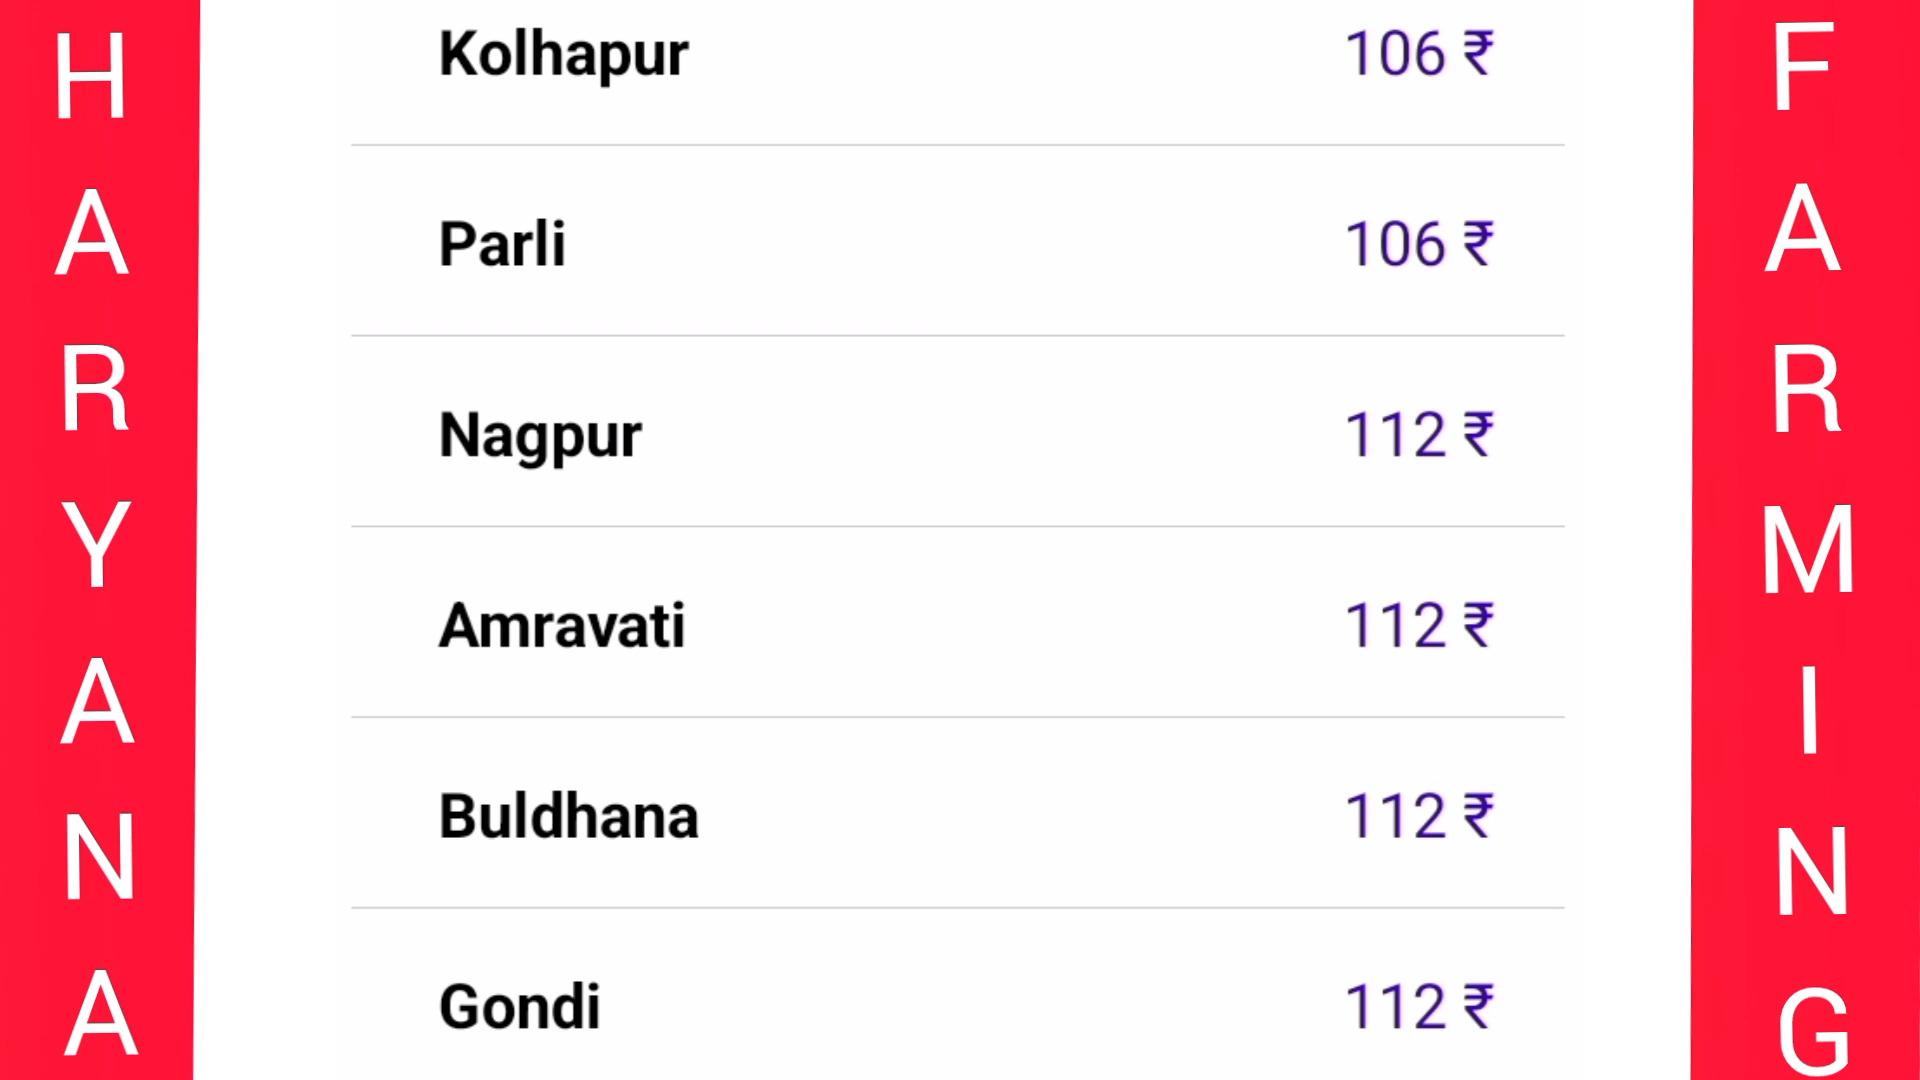 HARYANA
Kolhapur 106 ₹
Parli 106 ₹
Nagpur 112 ₹
Amravati 112 ₹
Buldhana 112 ₹
Gondi 112 ₹
FARMING